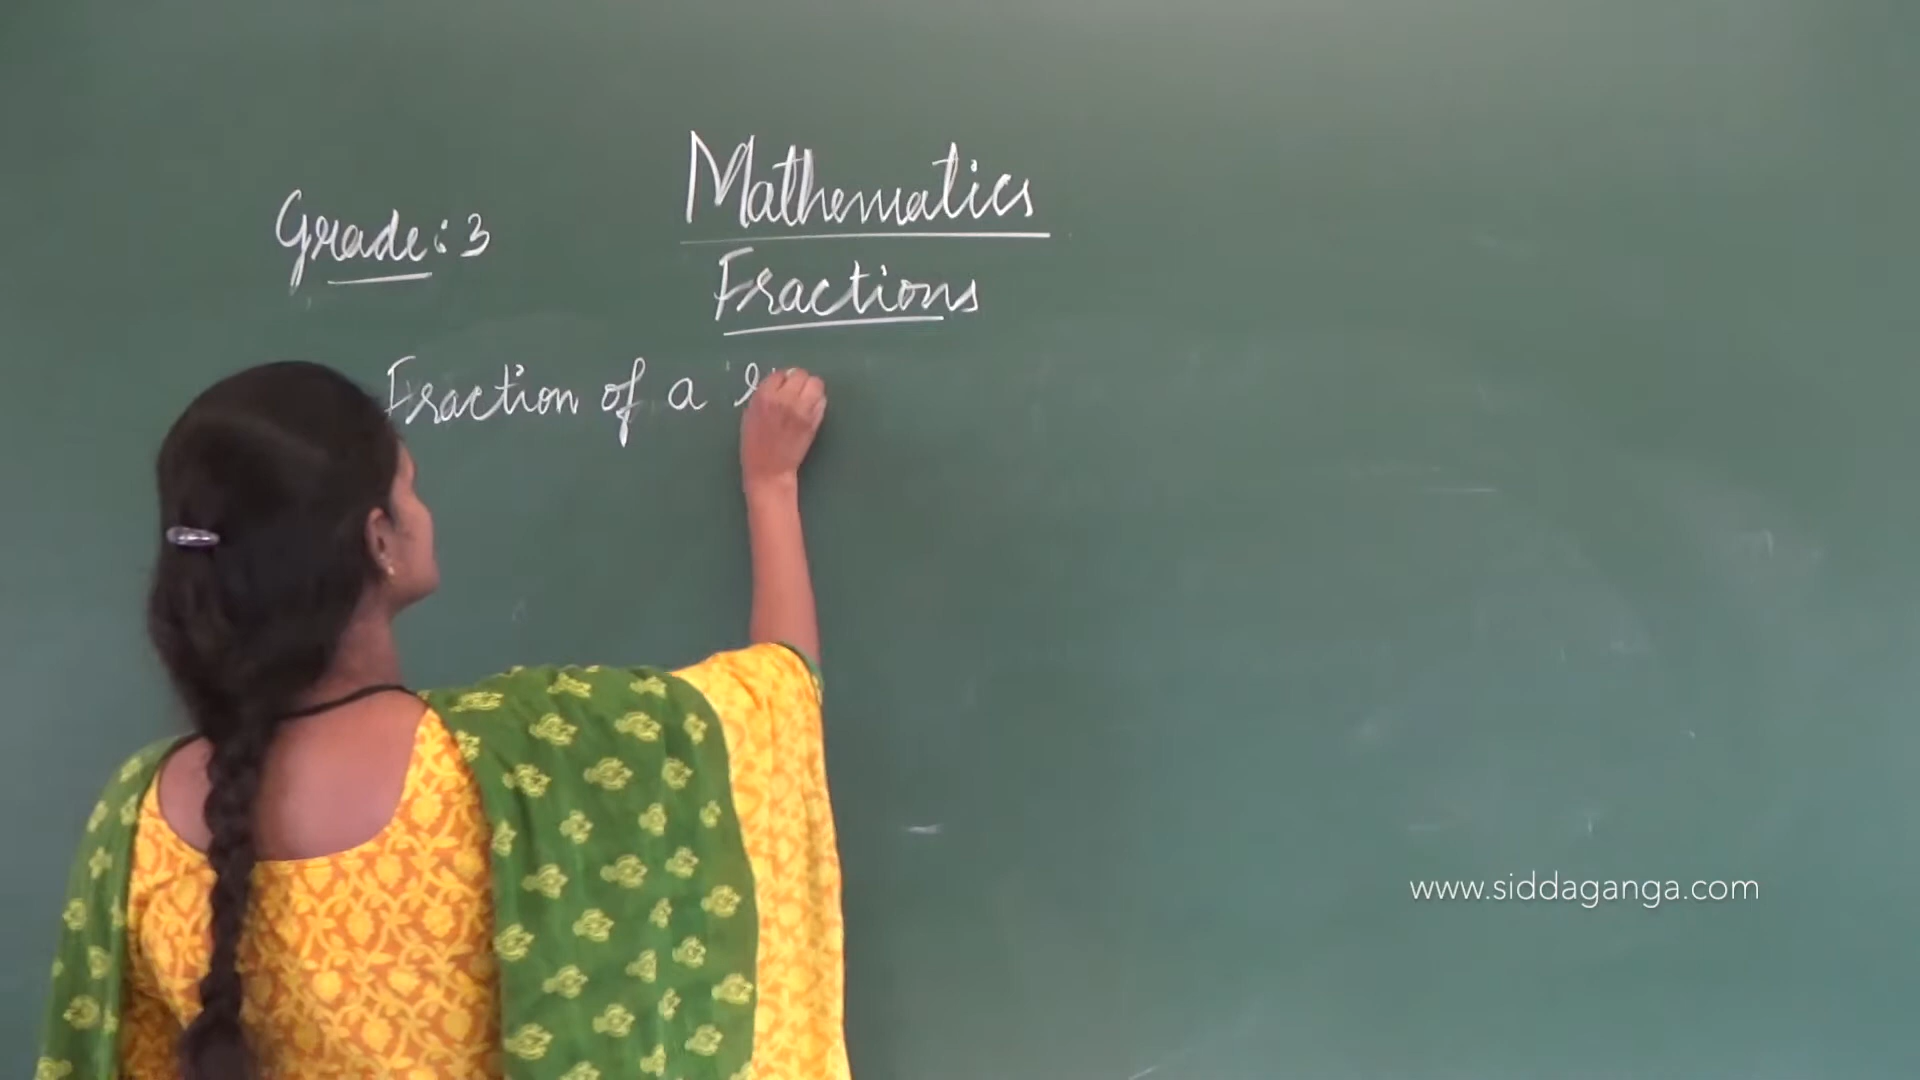 Mathematics
Grade: 3
Fractions
Fraction of a
www.siddaganga.com